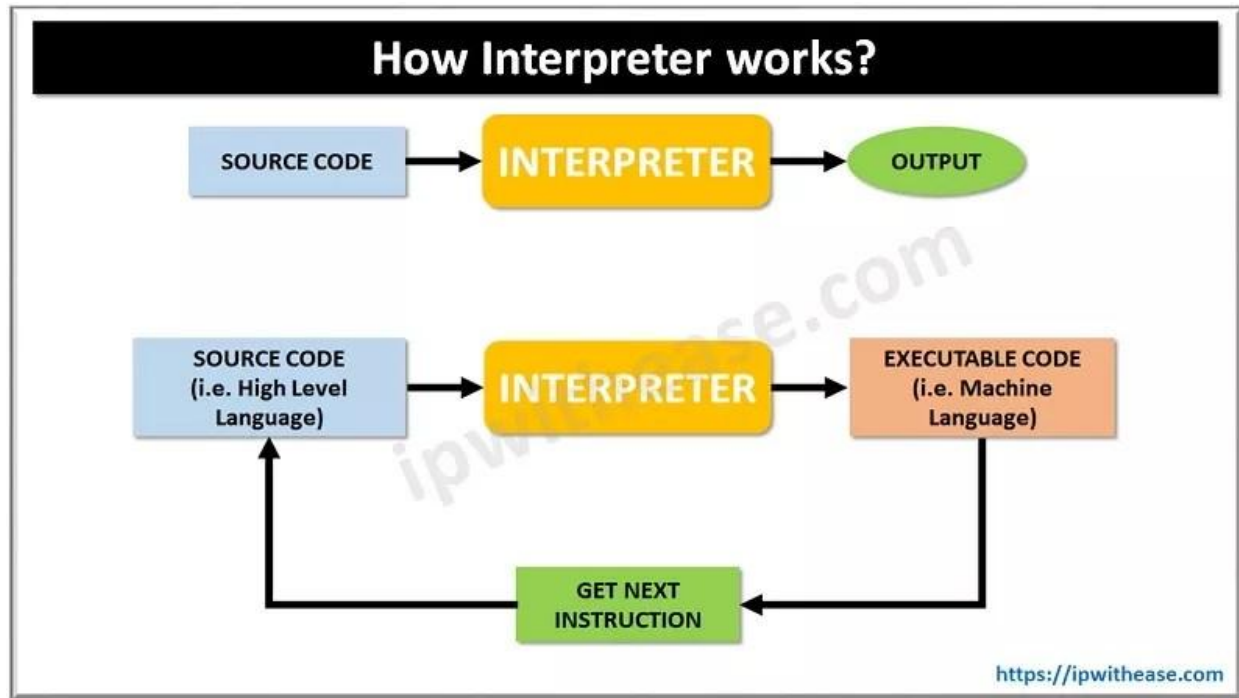 How Interpreter works?
SOURCE CODE
INTERPRETER
OUTPUT
SOURCE CODE
(i.e. High Level
Language)
INTERPRETER
EXECUTABLE CODE
(i.e. Machine
Language)
ipwithease.com
GET NEXT
INSTRUCTION
https://ipwithease.com